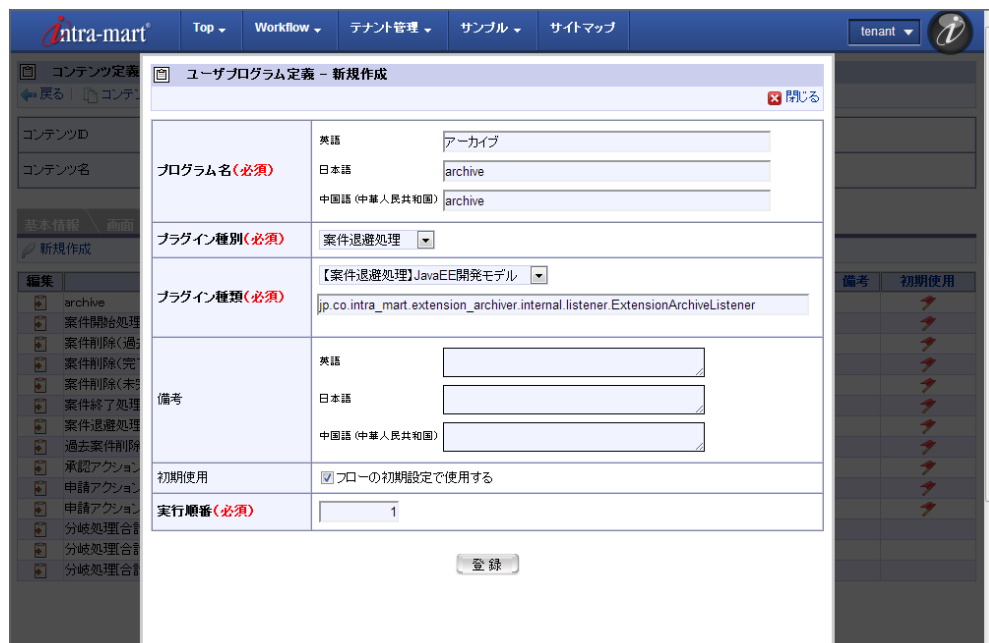 intra-mart® Top Workflow テナント管理 サンプル サイトマップ tenant
コンテンツ定義
戻る コンテン
コンテンツID
コンテンツ名
基本情報 画面
新規作成
編集 備考 初期使用
archive
案件開始処理
案件削除(過
案件削除(完
案件削除(未
案件終了処理
案件退避処理
過去案件削除
承認アクション
申請アクション
申請アクション
分岐処理[合計
分岐処理[合計
分岐処理[合計
ユーザプログラム定義 – 新規作成
閉じる
プログラム名(必須)
英語 アーカイブ
日本語 archive
中国語 (中華人民共和国) archive
プラグイン種別(必須) 案件退避処理
プラグイン種類(必須) 【案件退避処理】JavaEE開発モデル
jp.co.intra_mart.extension_archiver.internal.listener.ExtensionArchiveListener
備考
英語
日本語
中国語 (中華人民共和国)
初期使用 フローの初期設定で使用する
実行順番(必須) 1
登録